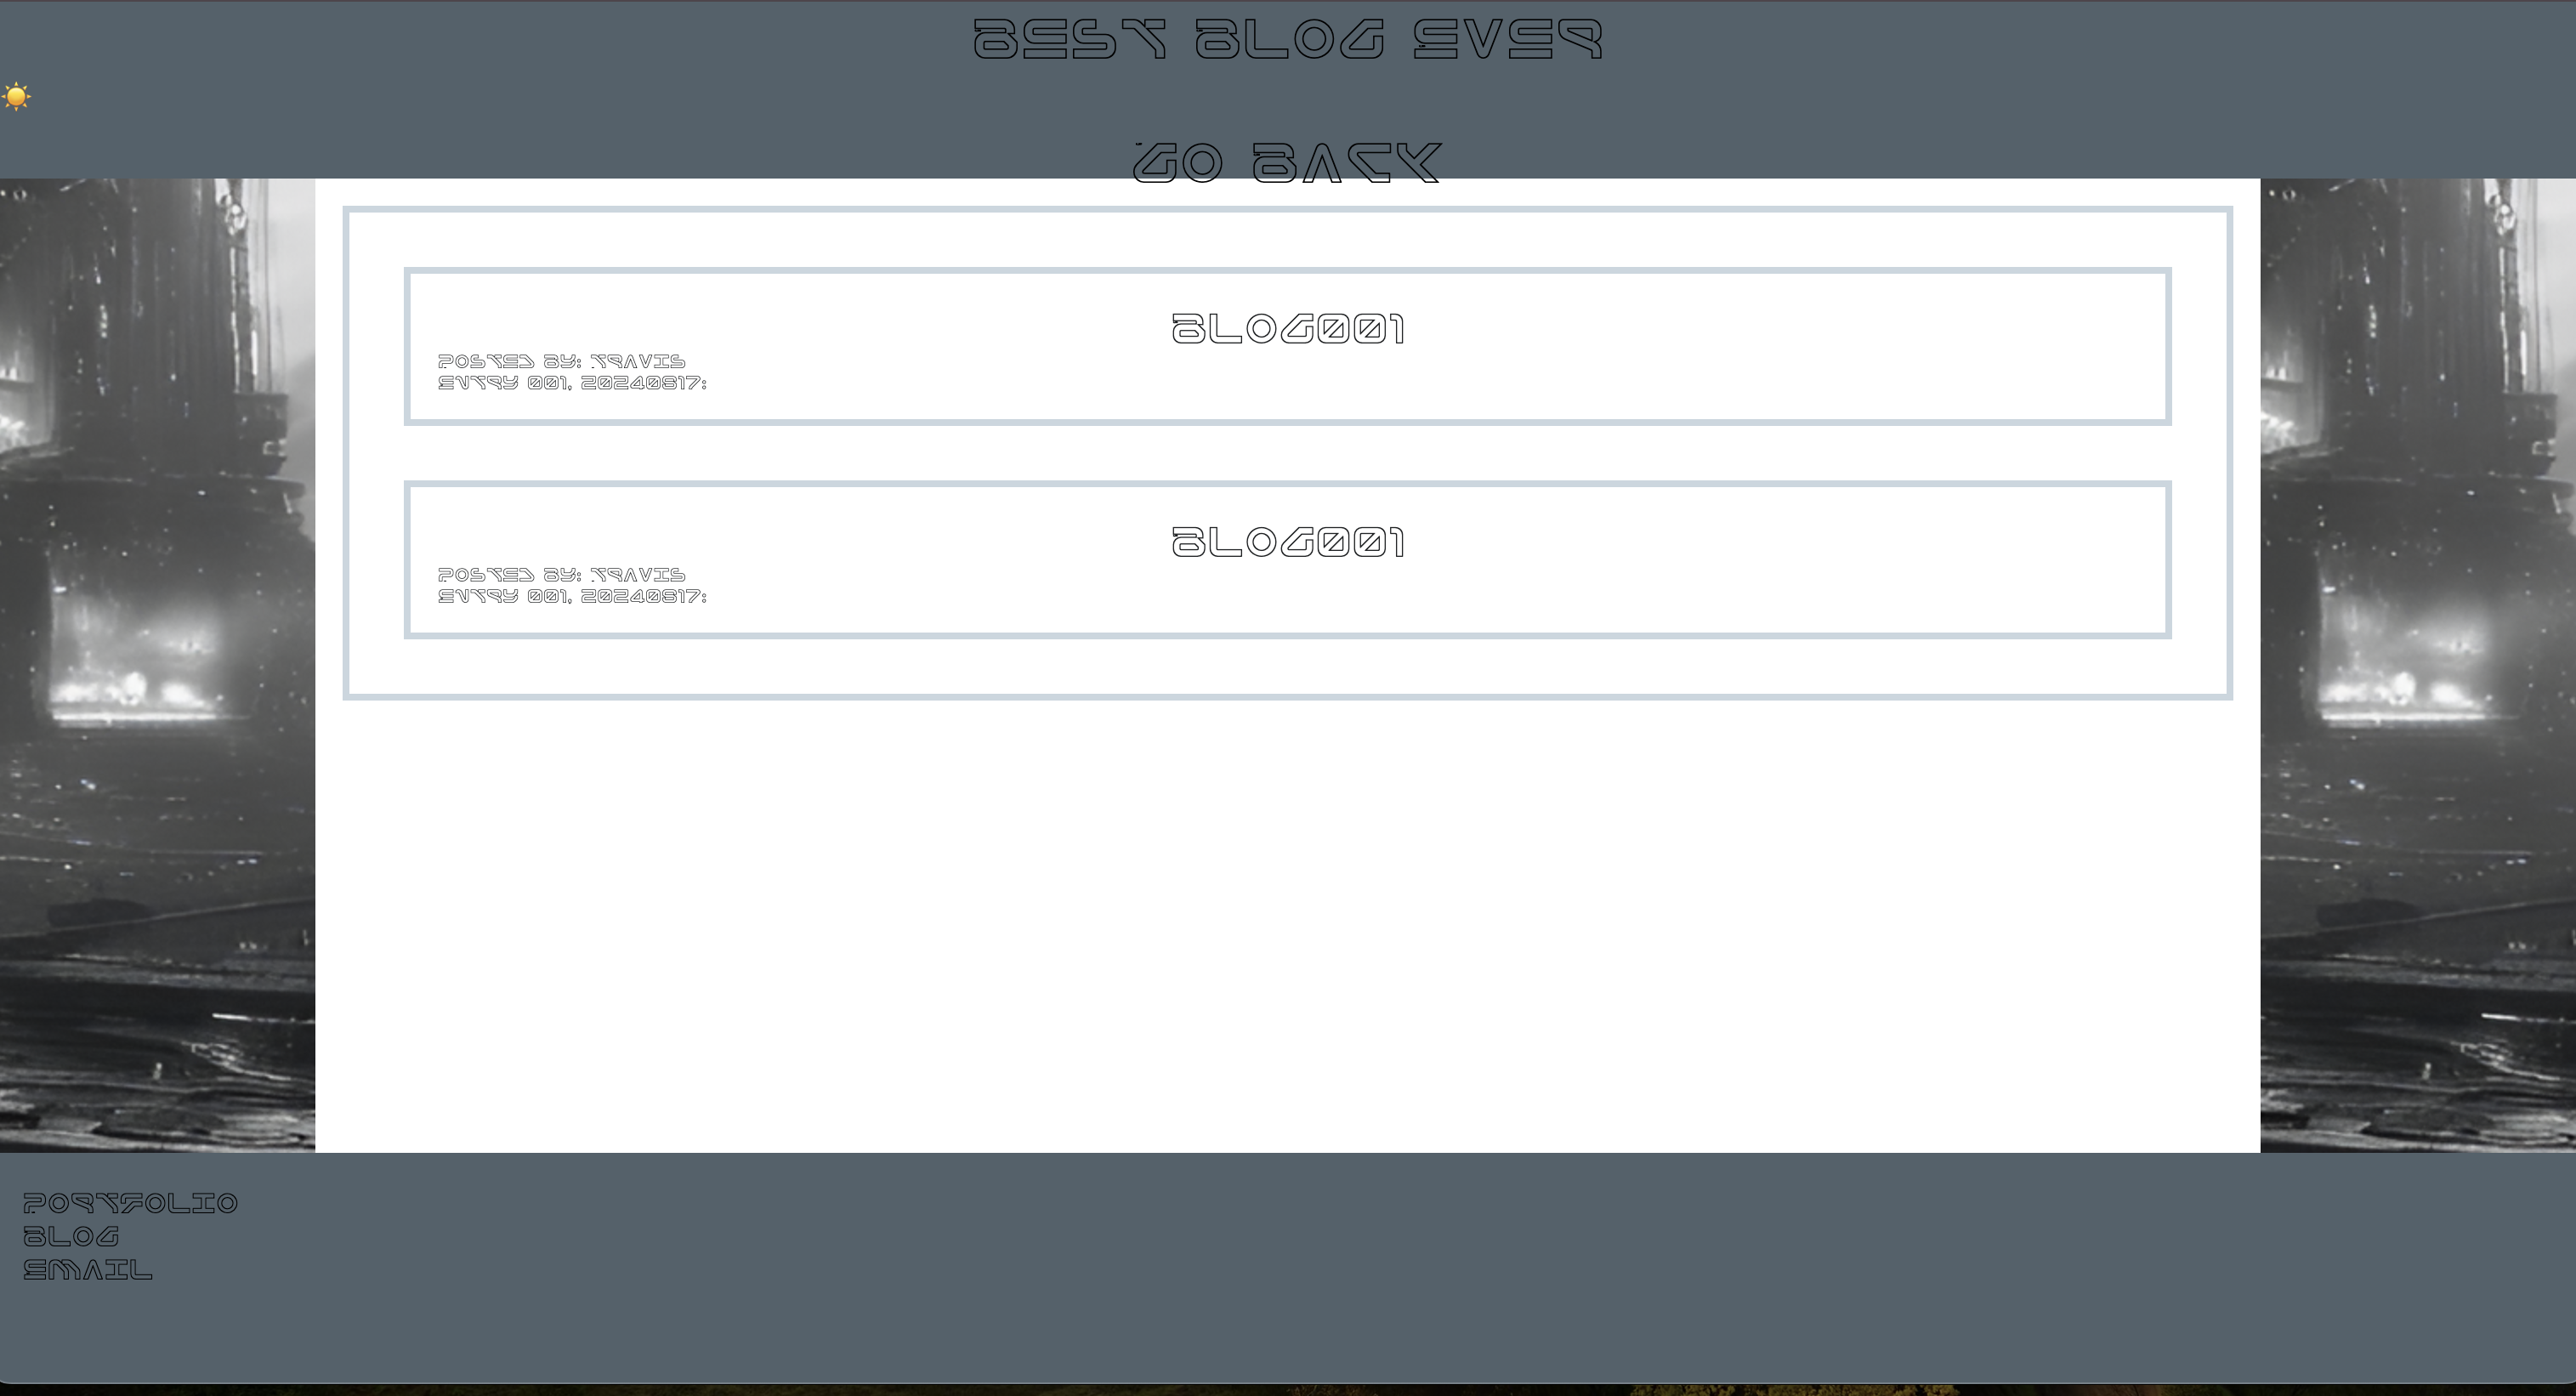 BEST BLOG EVER
GO BACK
BLOG001
POSTED BY: TRAVIS
ENTRY 001, 20240817:
BLOG001
POSTED BY: TRAVIS
ENTRY 001, 20240817:
PORTFOLIO
BLOG
EMAIL